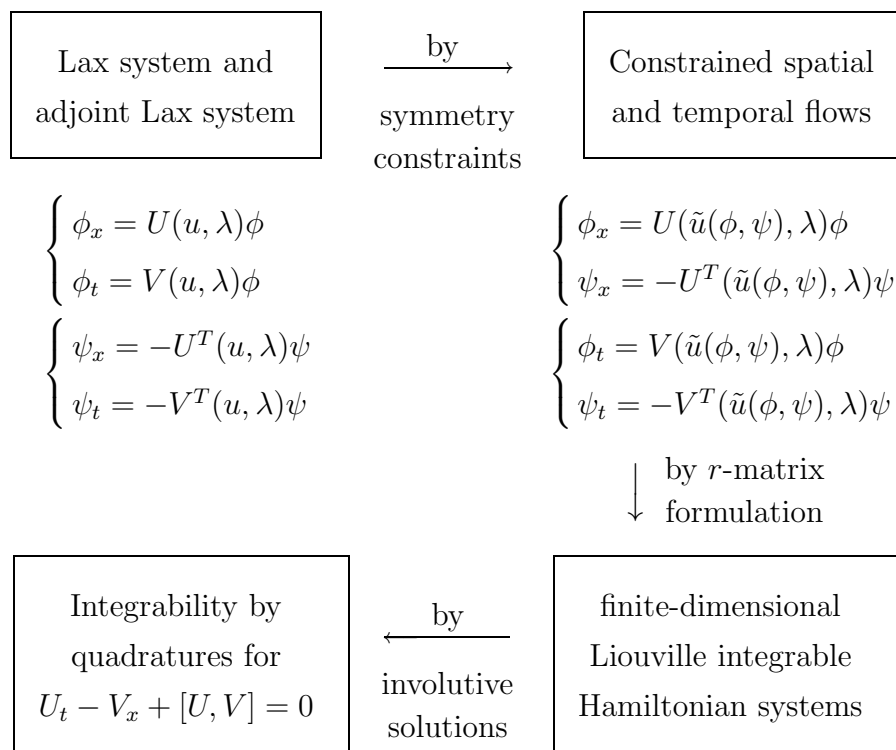 Lax system and
adjoint Lax system
by
symmetry
constraints
Constrained spatial
and temporal flows
ϕ_x = U(u, λ)ϕ
ϕ_t = V(u, λ)ϕ
ψ_x = −U^T(u, λ)ψ
ψ_t = −V^T(u, λ)ψ
ϕ_x = U(ũ(ϕ, ψ), λ)ϕ
ψ_x = −U^T(ũ(ϕ, ψ), λ)ψ
ϕ_t = V(ũ(ϕ, ψ), λ)ϕ
ψ_t = −V^T(ũ(ϕ, ψ), λ)ψ
by r-matrix
formulation
finite-dimensional
Liouville integrable
Hamiltonian systems
by
involutive
solutions
Integrability by
quadratures for
U_t − V_x + [U, V] = 0